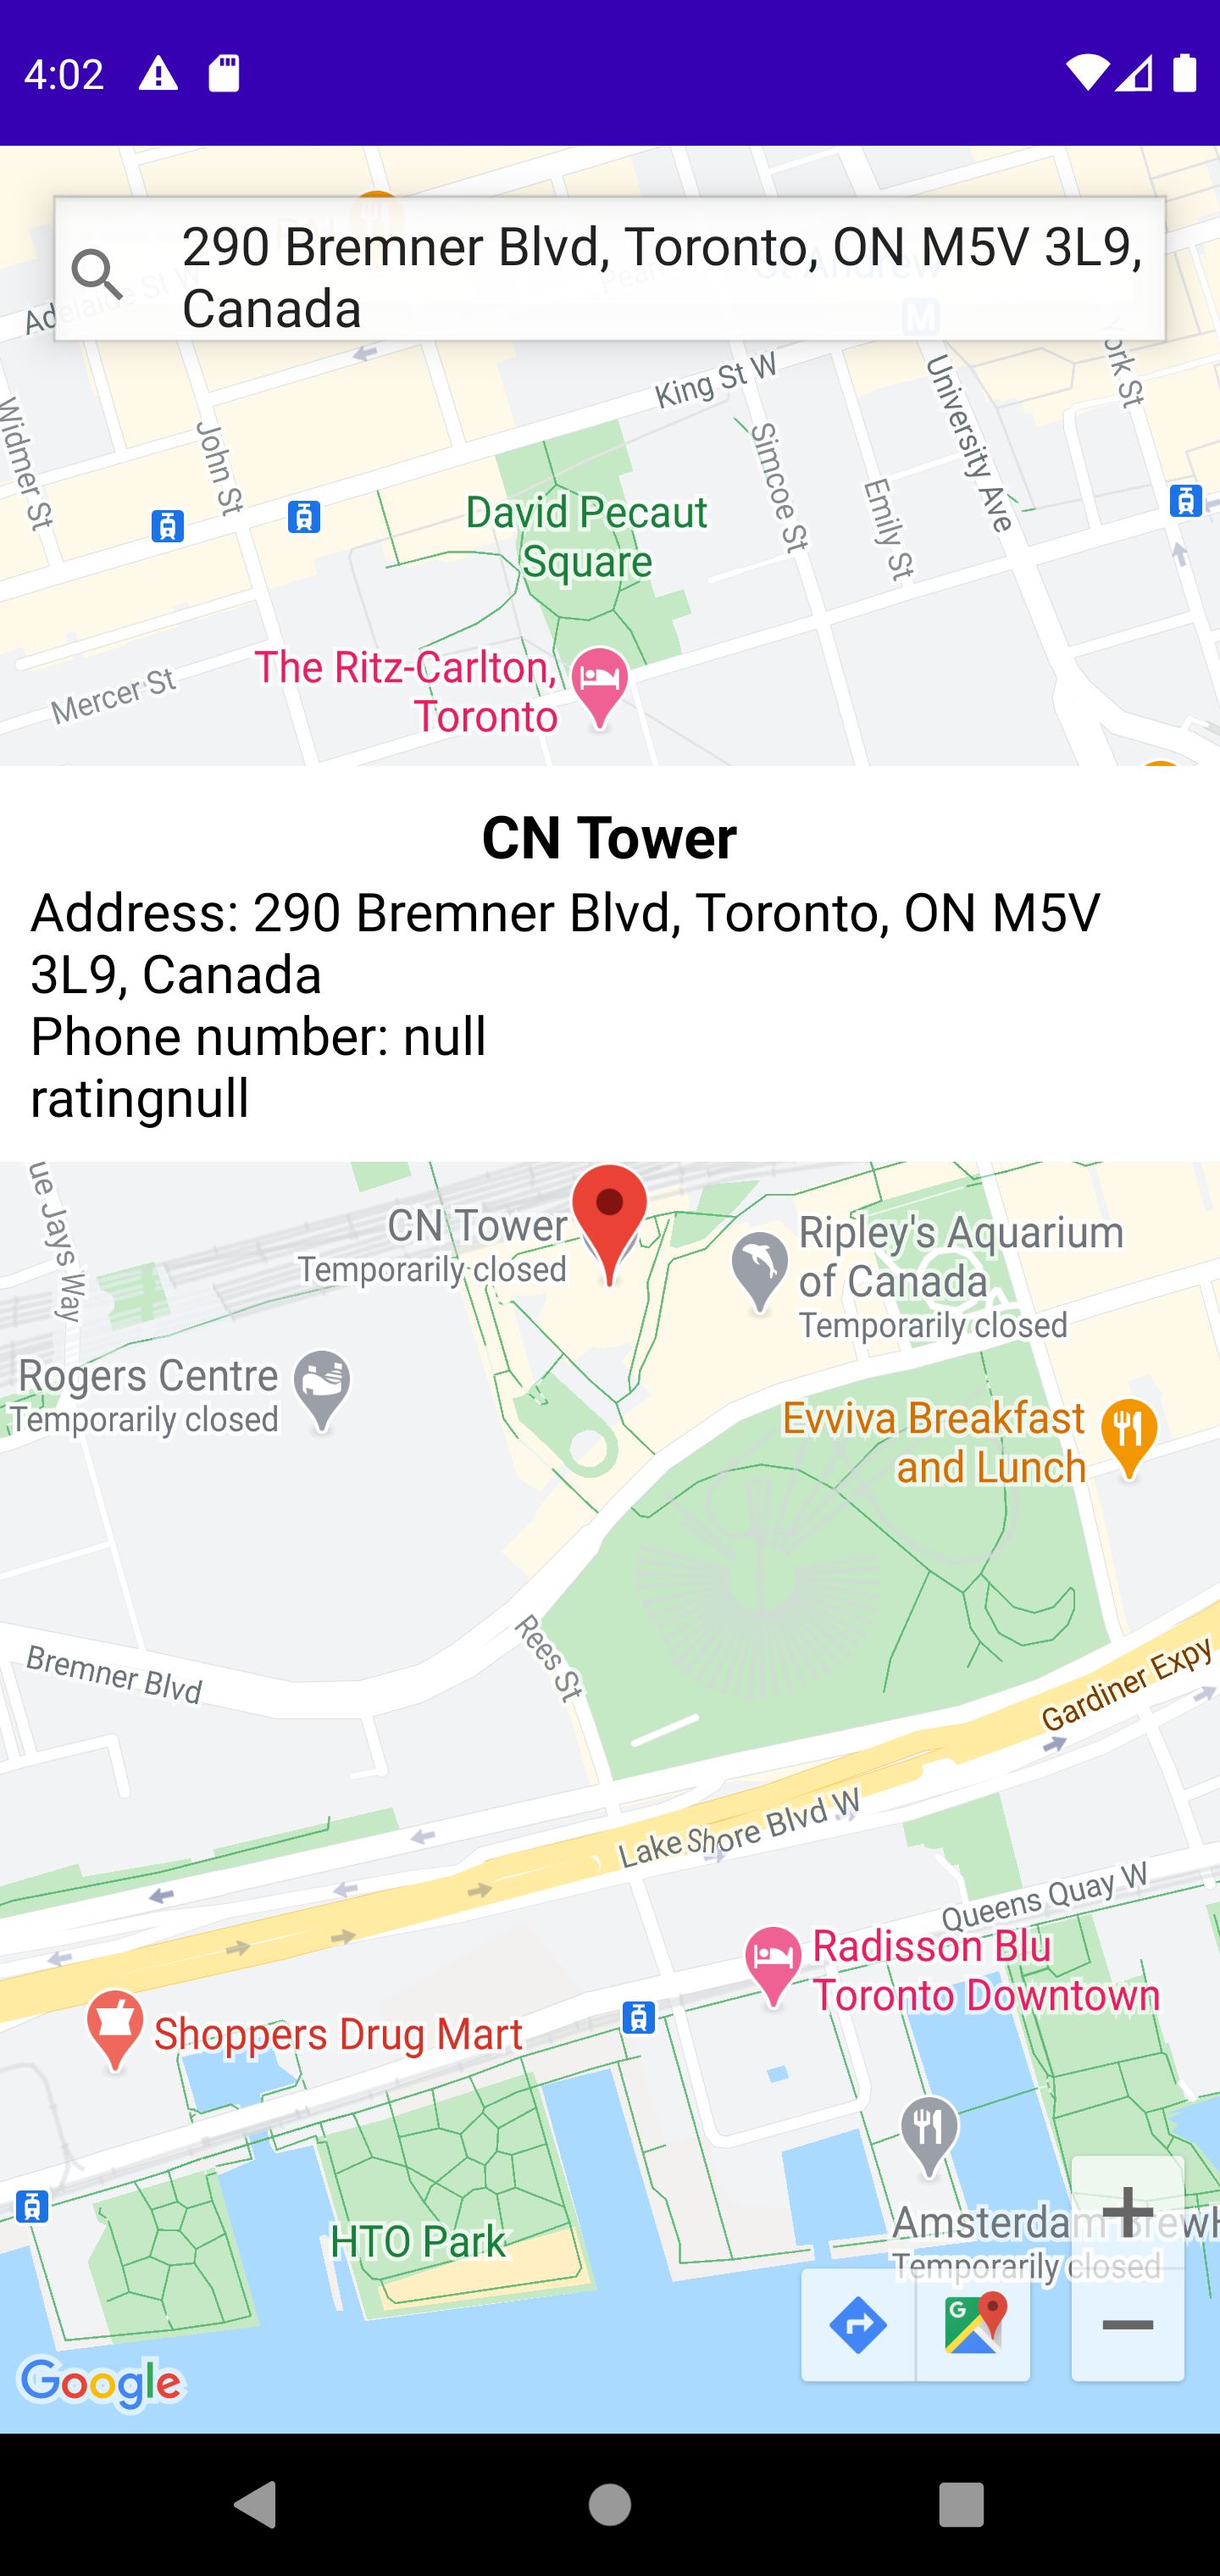 4:02
290 Bremner Blvd, Toronto, ON M5V 3L9,
Canada
King St W
University Ave
York St
Widmer St
John St
Simcoe St
Emily St
David Pecaut
Square
The Ritz-Carlton,
Toronto
Mercer St
CN Tower
Address: 290 Bremner Blvd, Toronto, ON M5V
3L9, Canada
Phone number: null
ratingnull
ue Jays Way
CN Tower
Temporarily closed
Ripley's Aquarium
of Canada
Temporarily closed
Rogers Centre
Temporarily closed
Evviva Breakfast
and Lunch
Rees St
Bremner Blvd
Gardiner Expy
Lake Shore Blvd W
Queens Quay W
Radisson Blu
Toronto Downtown
Shoppers Drug Mart
HTO Park
Amsterdam BrewH
Temporarily closed
Google